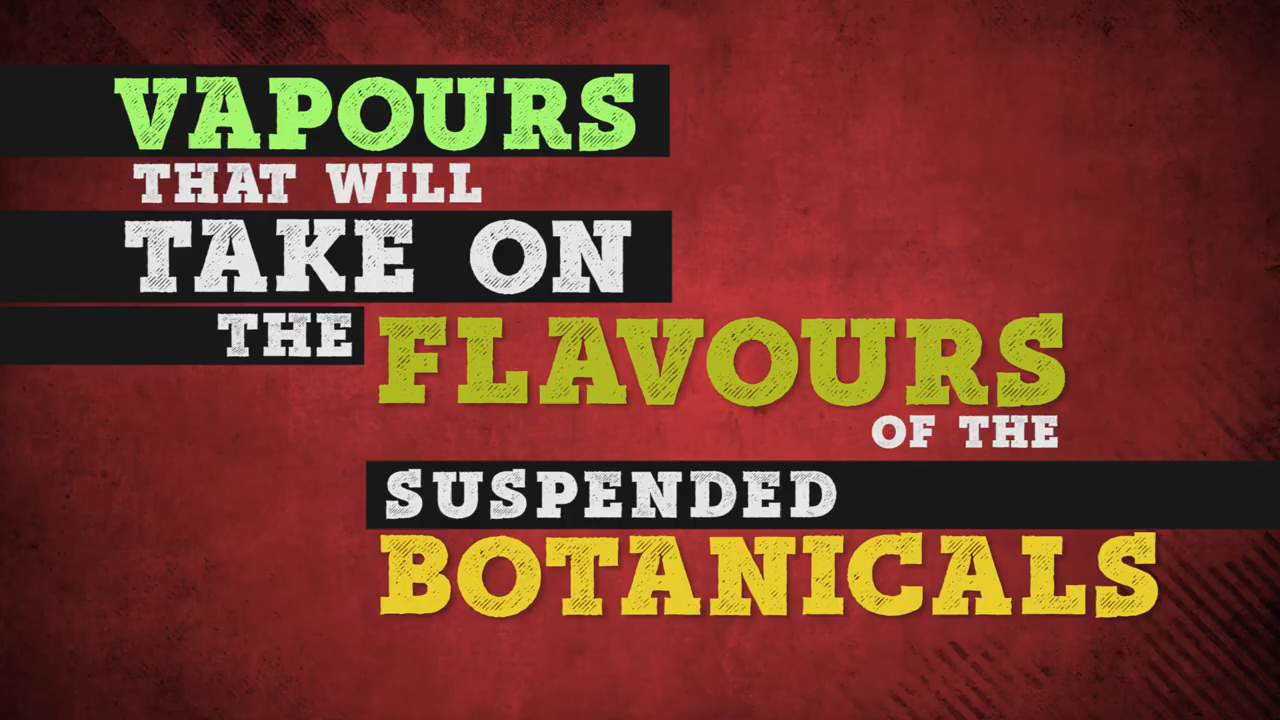 VAPOURS
THAT WILL
TAKE ON
THE FLAVOURS
OF THE
SUSPENDED
BOTANICALS